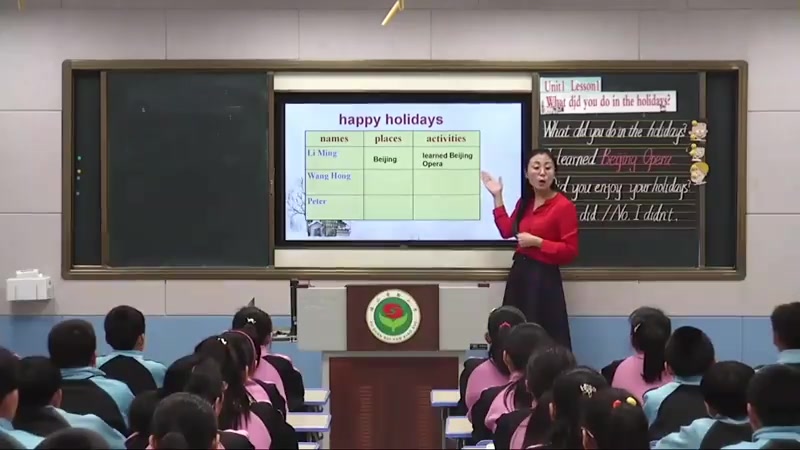 happy holidays
names places activities
Li Ming Beijing learned Beijing Opera
Wang Hong
Peter
Unit1 Lesson1
What did you do in the holidays?
What did you do in the holidays?
learned Beijing Opera
you enjoy your holidays?
did / No. I didn't.